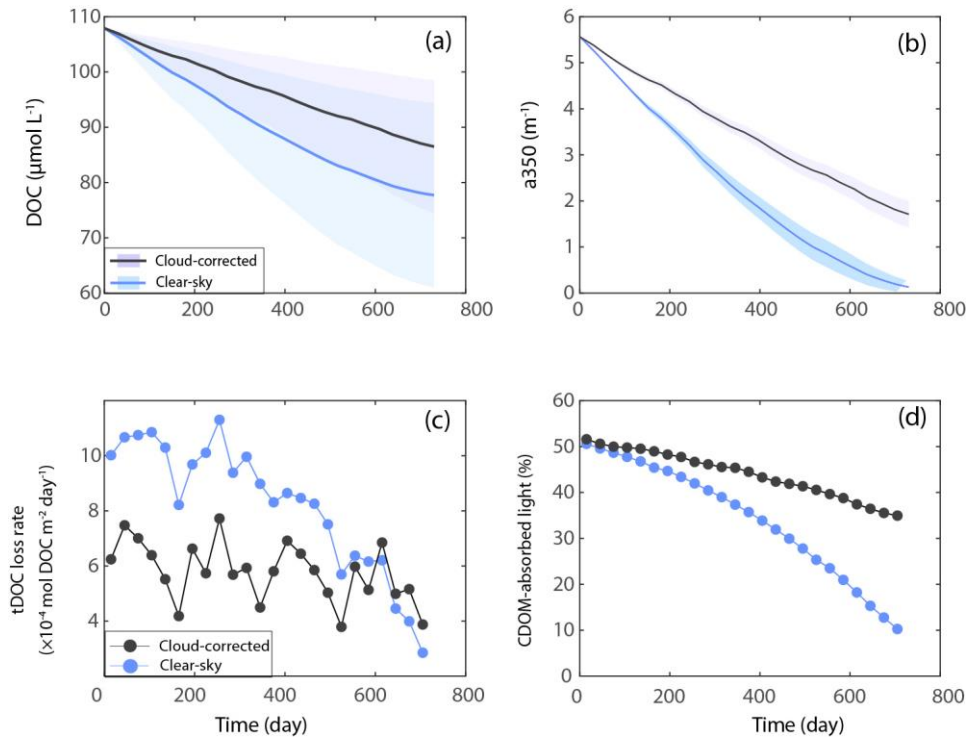 110
100
90
80
70
60
DOC (µmol L⁻¹)
(a)
Cloud-corrected
Clear-sky
0
200
400
600
800
6
5
4
3
2
1
0
a350 (m⁻¹)
(b)
0
200
400
600
800
10
8
6
4
tDOC loss rate
(×10⁻⁴ mol DOC m⁻² day⁻¹)
(c)
Cloud-corrected
Clear-sky
0
200
400
600
800
Time (day)
60
50
40
30
20
10
0
CDOM-absorbed light (%)
(d)
0
200
400
600
800
Time (day)